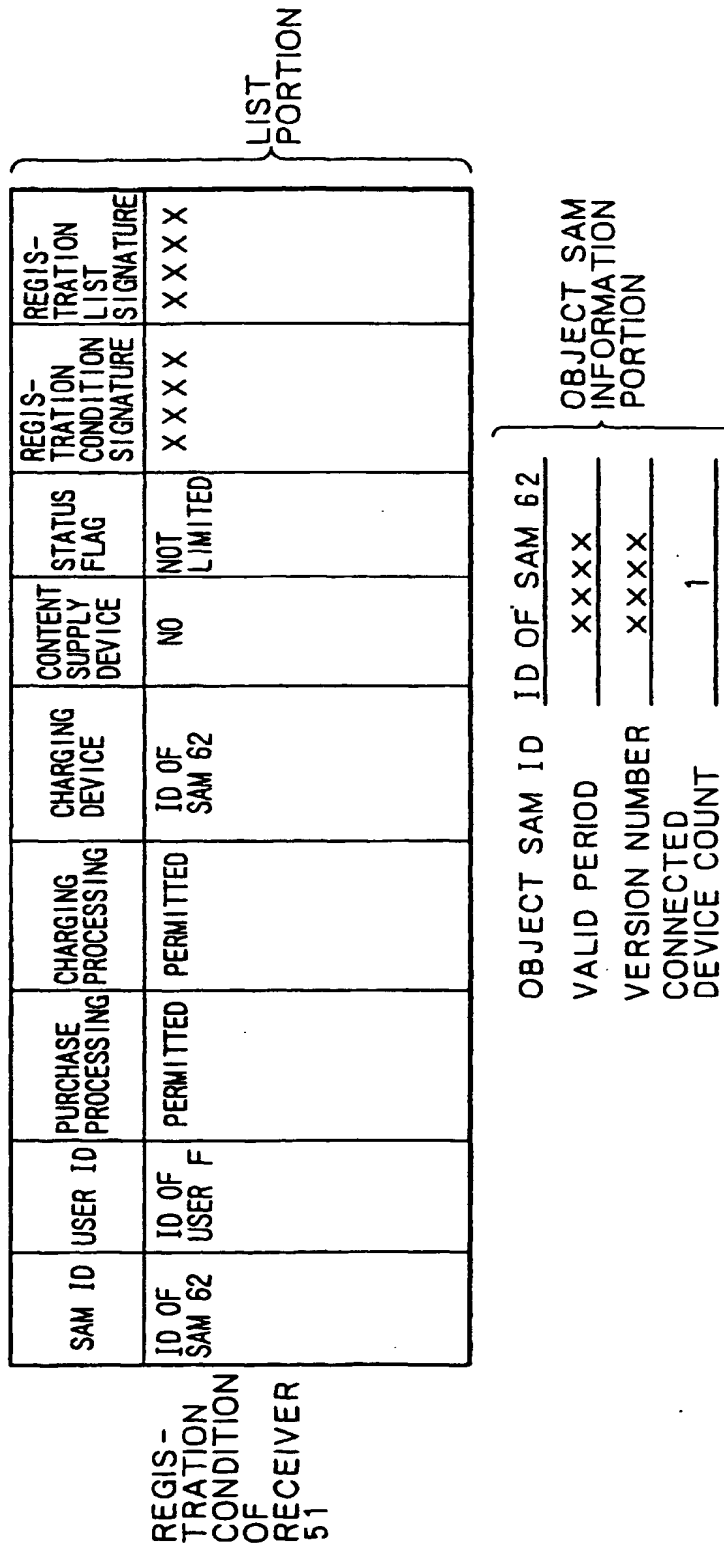 SAM ID
USER ID
PURCHASE
PROCESSING
CHARGING
PROCESSING
CHARGING
DEVICE
CONTENT
SUPPLY
DEVICE
STATUS
FLAG
REGIS-
TRATION
CONDITION
SIGNATURE
REGIS-
TRATION
LIST
SIGNATURE
REGIS-
TRATION
CONDITION
OF
RECEIVER
51
ID OF
SAM 62
ID OF
USER F
PERMITTED
PERMITTED
ID OF
SAM 62
NO
NOT
LIMITED
XXXX
XXXX
LIST
PORTION
OBJECT SAM ID ID OF SAM 62
VALID PERIOD XXXX
VERSION NUMBER XXXX
CONNECTED
DEVICE COUNT 1
OBJECT SAM
INFORMATION
PORTION